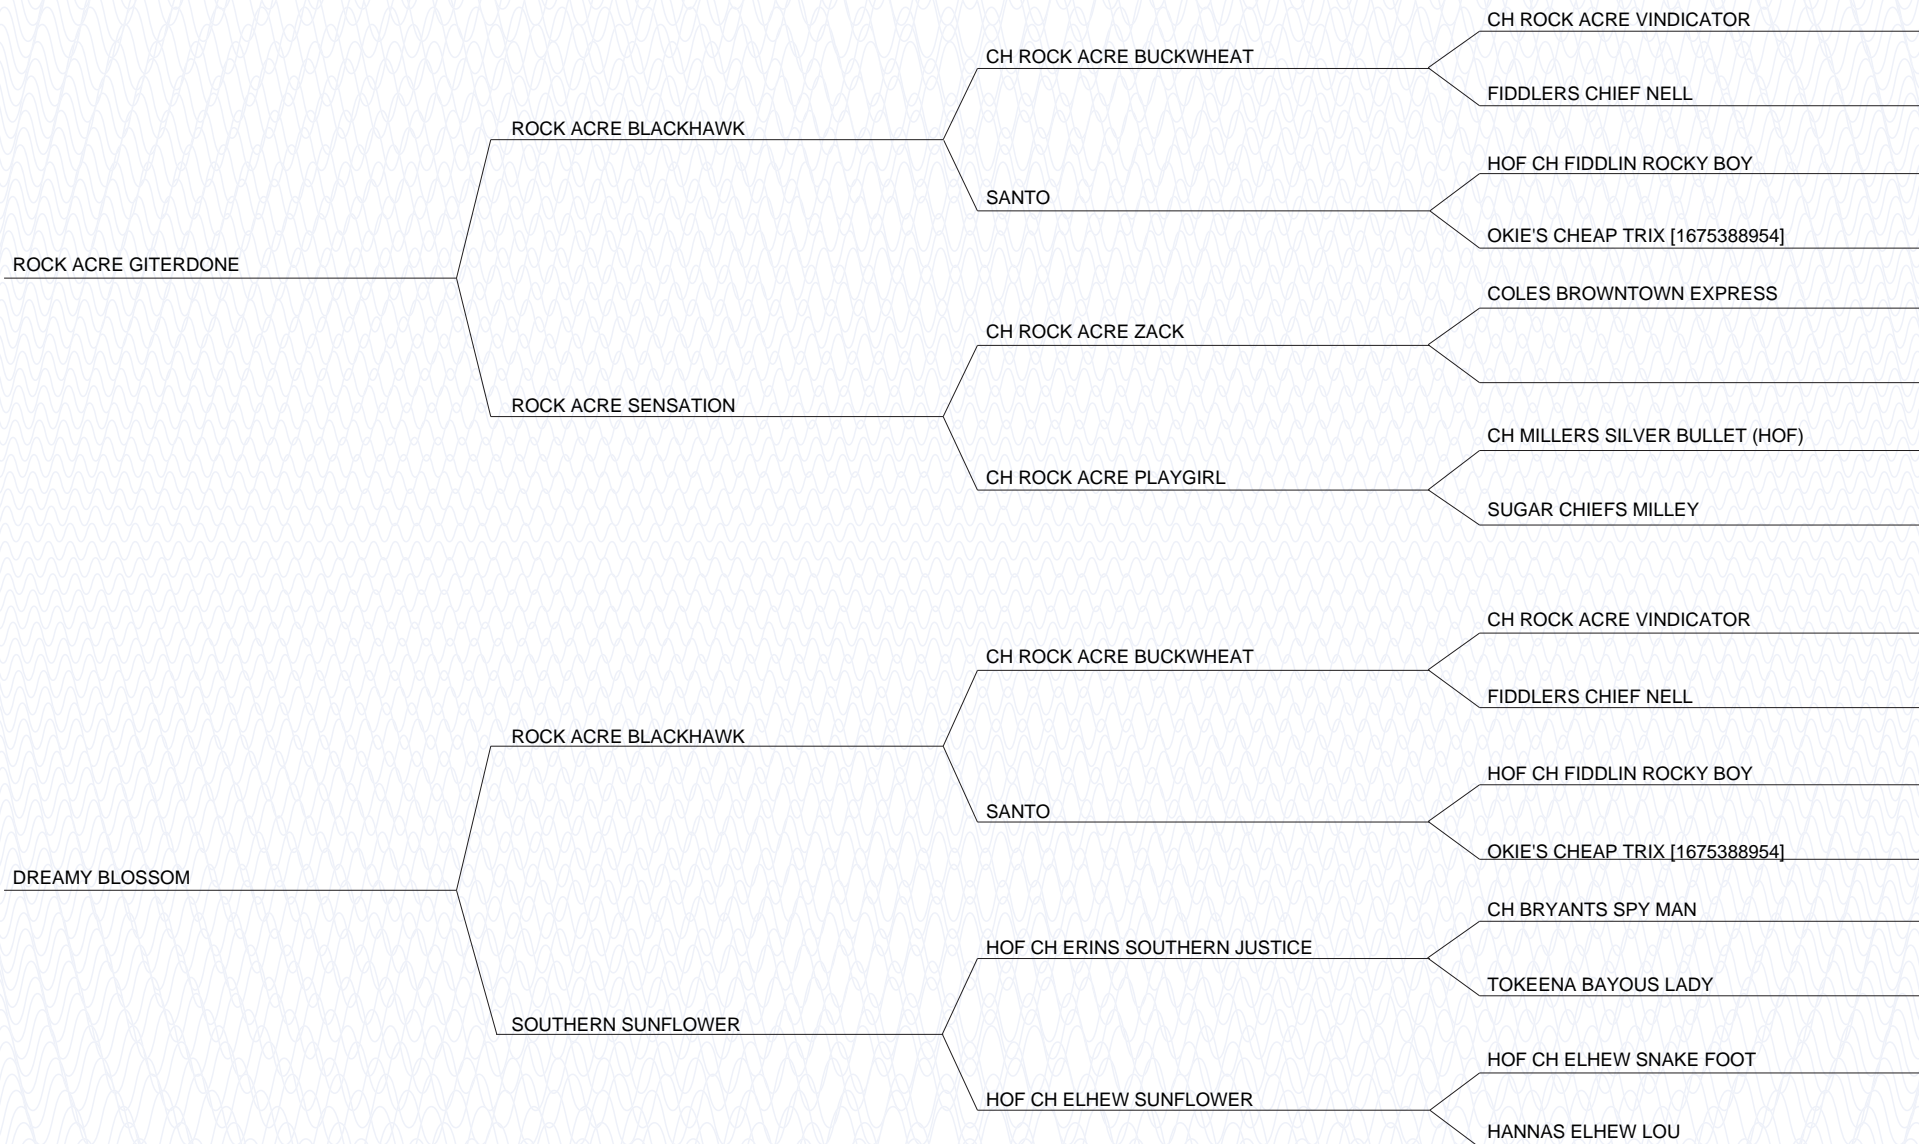 CH ROCK ACRE VINDICATOR
CH ROCK ACRE BUCKWHEAT
FIDDLERS CHIEF NELL
ROCK ACRE BLACKHAWK
HOF CH FIDDLIN ROCKY BOY
SANTO
OKIE'S CHEAP TRIX [1675388954]
ROCK ACRE GITERDONE
COLES BROWNTOWN EXPRESS
CH ROCK ACRE ZACK
ROCK ACRE SENSATION
CH MILLERS SILVER BULLET (HOF)
CH ROCK ACRE PLAYGIRL
SUGAR CHIEFS MILLEY
CH ROCK ACRE VINDICATOR
CH ROCK ACRE BUCKWHEAT
FIDDLERS CHIEF NELL
ROCK ACRE BLACKHAWK
HOF CH FIDDLIN ROCKY BOY
SANTO
OKIE'S CHEAP TRIX [1675388954]
DREAMY BLOSSOM
CH BRYANTS SPY MAN
HOF CH ERINS SOUTHERN JUSTICE
TOKEENA BAYOUS LADY
SOUTHERN SUNFLOWER
HOF CH ELHEW SNAKE FOOT
HOF CH ELHEW SUNFLOWER
HANNAS ELHEW LOU